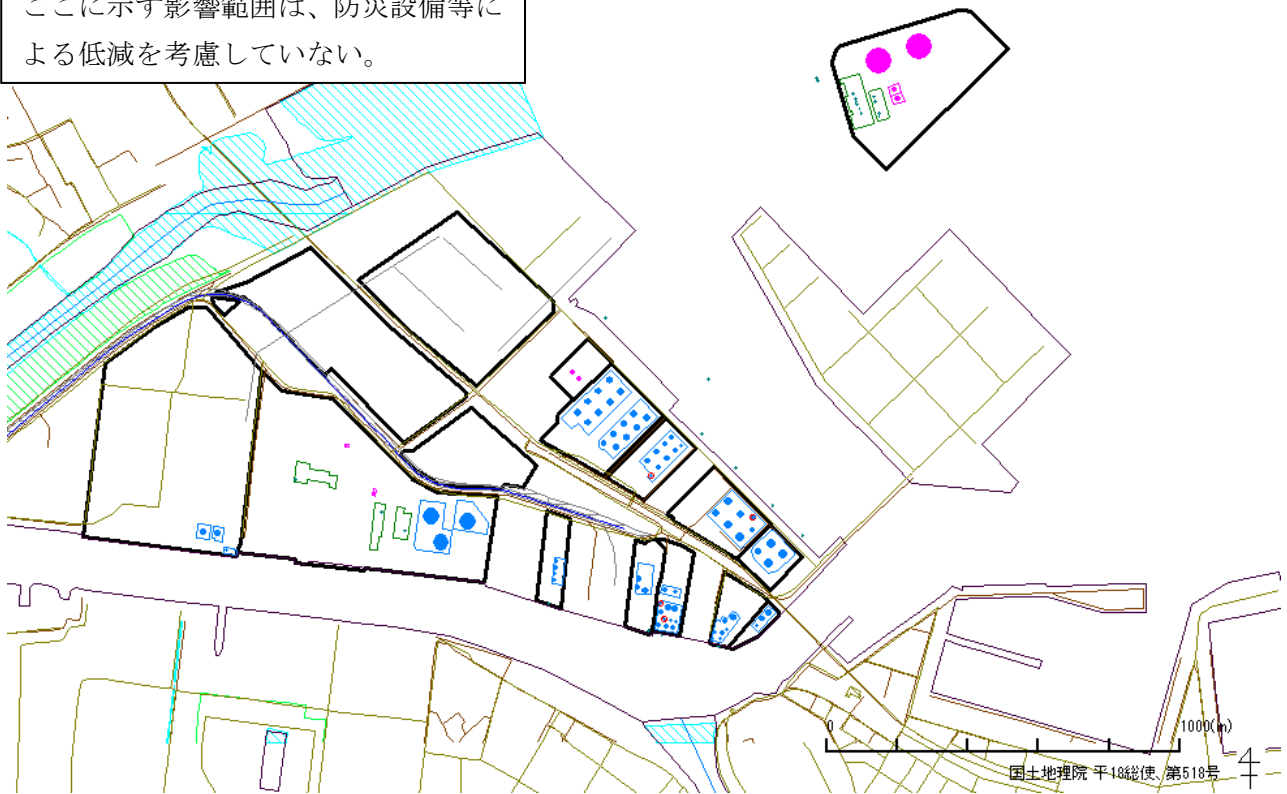 ここに示す影響範囲は、防災設備等に
よる低減を考慮していない。
0
1000(m)
国土地理院 平18総使、第518号